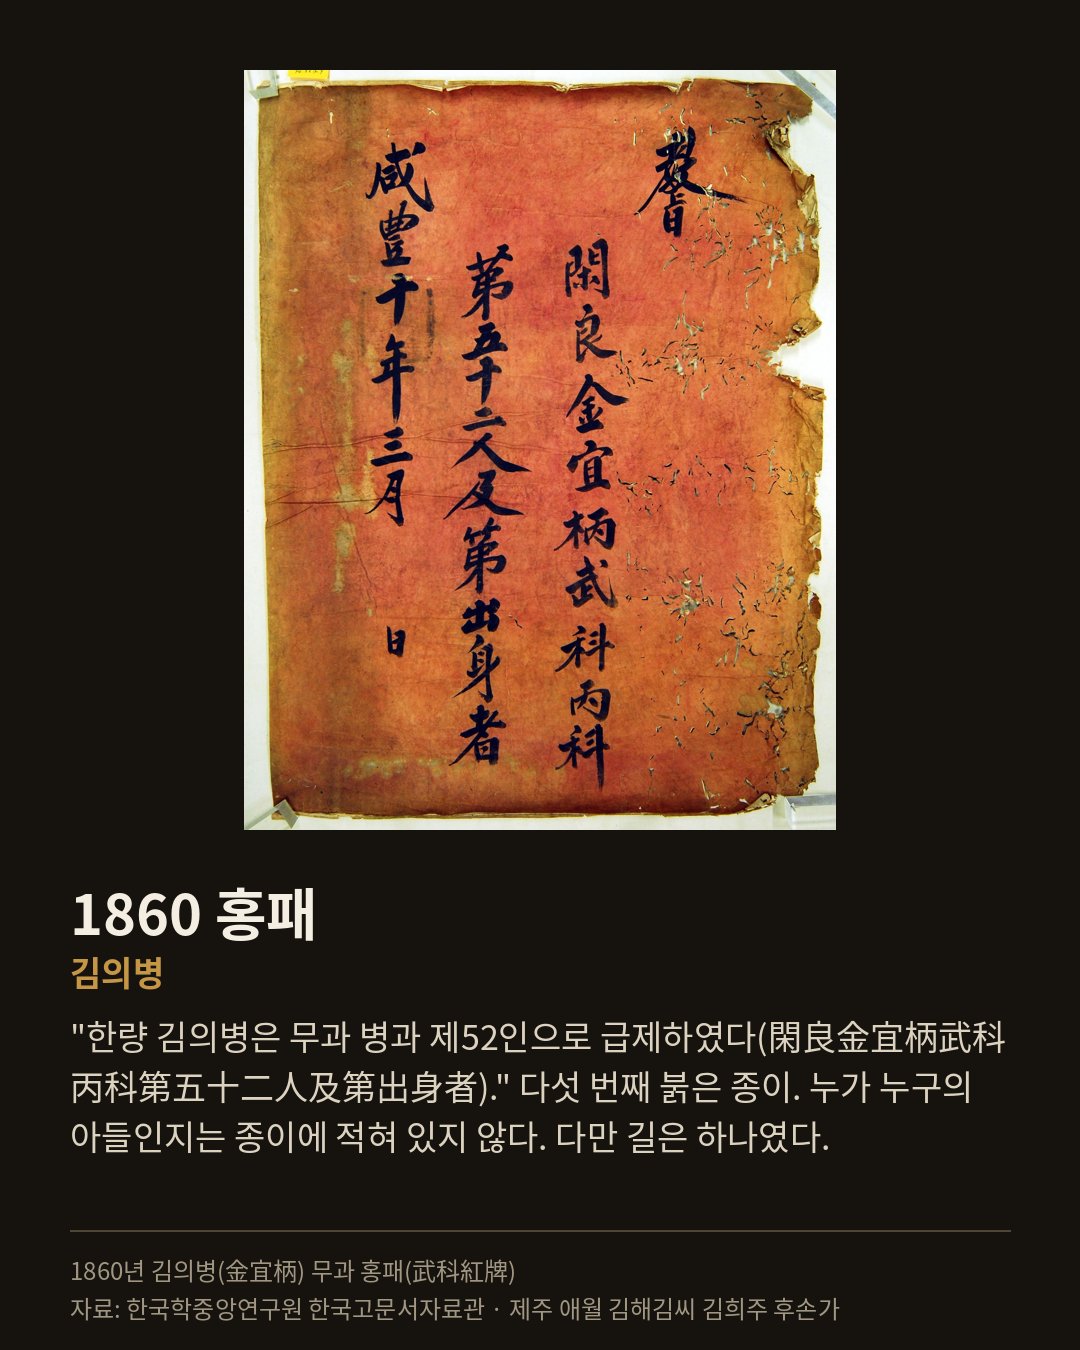 敎旨
閑良金宜柄武科丙科
第五十二人及第出身者
咸豐十年三月 日
1860 홍패
김의병
"한량 김의병은 무과 병과 제52인으로 급제하였다(閑良金宜柄武科
丙科第五十二人及第出身者)." 다섯 번째 붉은 종이. 누가 누구의
아들인지는 종이에 적혀 있지 않다. 다만 길은 하나였다.
1860년 김의병(金宜柄) 무과 홍패(武科紅牌)
자료: 한국학중앙연구원 한국고문서자료관 · 제주 애월 김해김씨 김희주 후손가